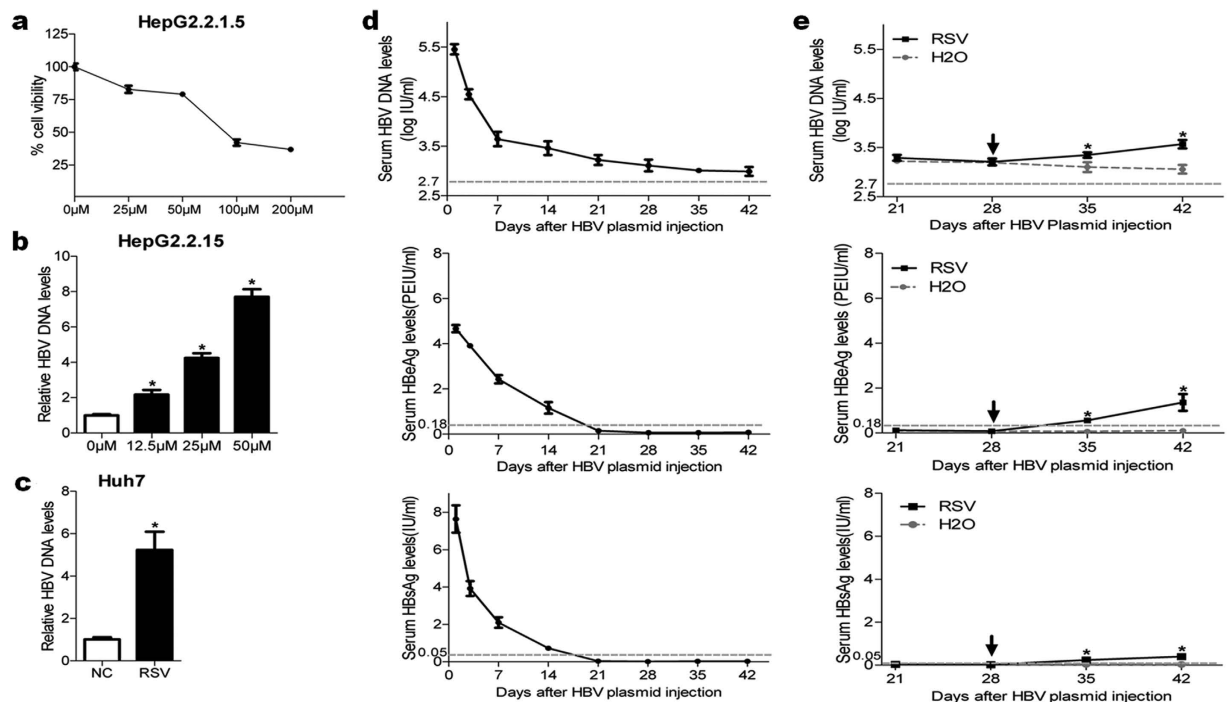 a
HepG2.2.1.5
% cell vibility
125
100
75
50
25
0µM
25µM
50µM
100µM
200µM
b
HepG2.2.15
Relative HBV DNA levels
10
8
6
4
2
0
*
*
*
0µM
12.5µM
25µM
50µM
c
Huh7
Relative HBV DNA levels
8
6
4
2
0
*
NC
RSV
d
Serum HBV DNA levels
(log IU/ml)
5.5
4.5
3.5
2.7
2.5
0
7
14
21
28
35
42
Days after HBV plasmid injection
Serum HBeAg levels(PEIU/ml)
8
6
4
2
0.18
0
0
7
14
21
28
35
42
Days after HBV plasmid injection
Serum HBsAg levels(IU/ml)
8
6
4
2
0.05
0
0
7
14
21
28
35
42
Days after HBV plasmid injection
e
RSV
H2O
Serum HBV DNA levels
(log IU/ml)
5.5
4.5
3.5
2.7
2.5
*
*
21
28
35
42
Days after HBV Plasmid injection
RSV
H2O
Serum HBeAg levels (PEIU/ml)
8
6
4
2
0.18
0
*
*
21
28
35
42
Days after HBV plasmid injection
RSV
H2O
Serum HBsAg levels(IU/ml)
8
6
4
2
0.05
0
*
*
21
28
35
42
Days after HBV plasmid injection